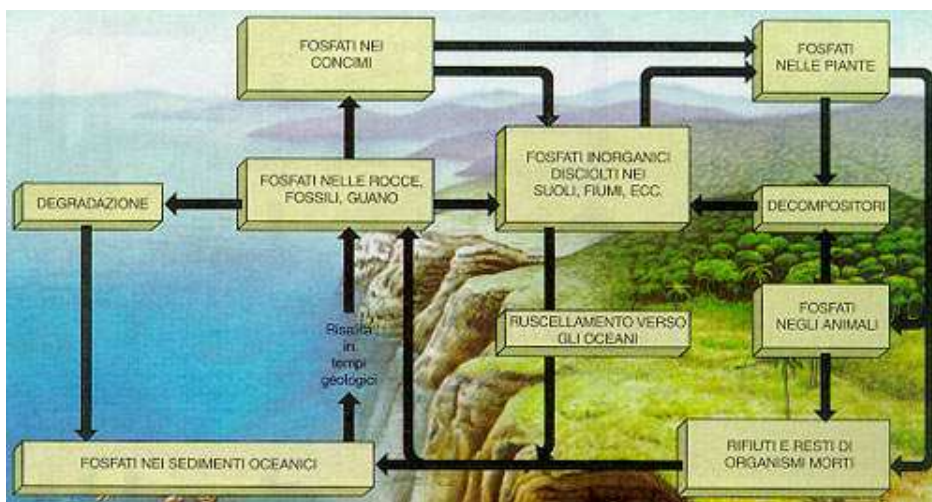 FOSFATI NEI
CONCIMI
FOSFATI
NELLE PIANTE
FOSFATI INORGANICI
DISCIOLTI NEI
SUOLI, FIUMI, ECC.
FOSFATI NELLE ROCCE,
FOSSILI, GUANO
DEGRADAZIONE
DECOMPOSITORI
FOSFATI
NEGLI ANIMALI
RUSCELLAMENTO VERSO
GLI OCEANI
Risalita
in
tempi
geologici
RIFIUTI E RESTI DI
ORGANISMI MORTI
FOSFATI NEI SEDIMENTI OCEANICI